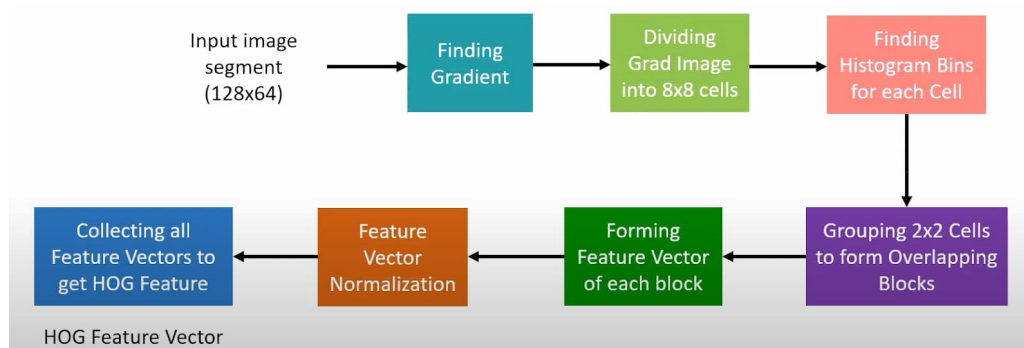 Input image
segment
(128x64)
Finding
Gradient
Dividing
Grad Image
into 8x8 cells
Finding
Histogram Bins
for each Cell
Grouping 2x2 Cells
to form Overlapping
Blocks
Forming
Feature Vector
of each block
Feature
Vector
Normalization
Collecting all
Feature Vectors to
get HOG Feature
HOG Feature Vector